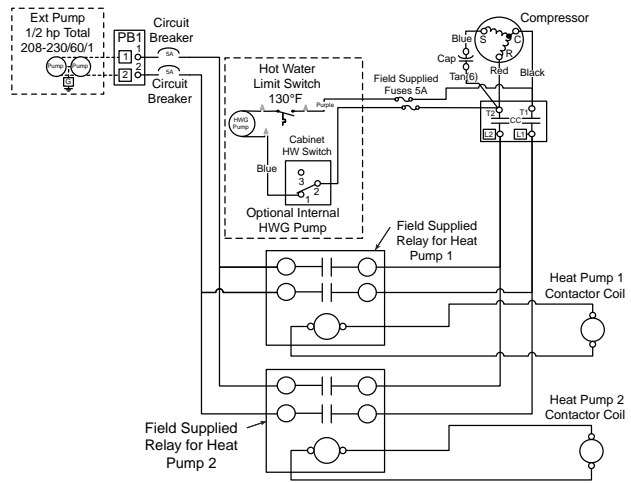 Ext Pump
1/2 hp Total
208-230/60/1
Pump
Pump
G
PB1
1
1
2
2
Circuit
Breaker
5A
5A
Circuit
Breaker
Hot Water
Limit Switch
130°F
Purple
HWG
Pump
Blue
Cabinet
HW Switch
3
2
1
Optional Internal
HWG Pump
Field Supplied
Fuses 5A
Compressor
Blue
S
C
R
Cap
Tan(6)
Red
Black
T2
T1
CC
L2
L1
Field Supplied
Relay for Heat
Pump 1
Heat Pump 1
Contactor Coil
Field Supplied
Relay for Heat
Pump 2
Heat Pump 2
Contactor Coil